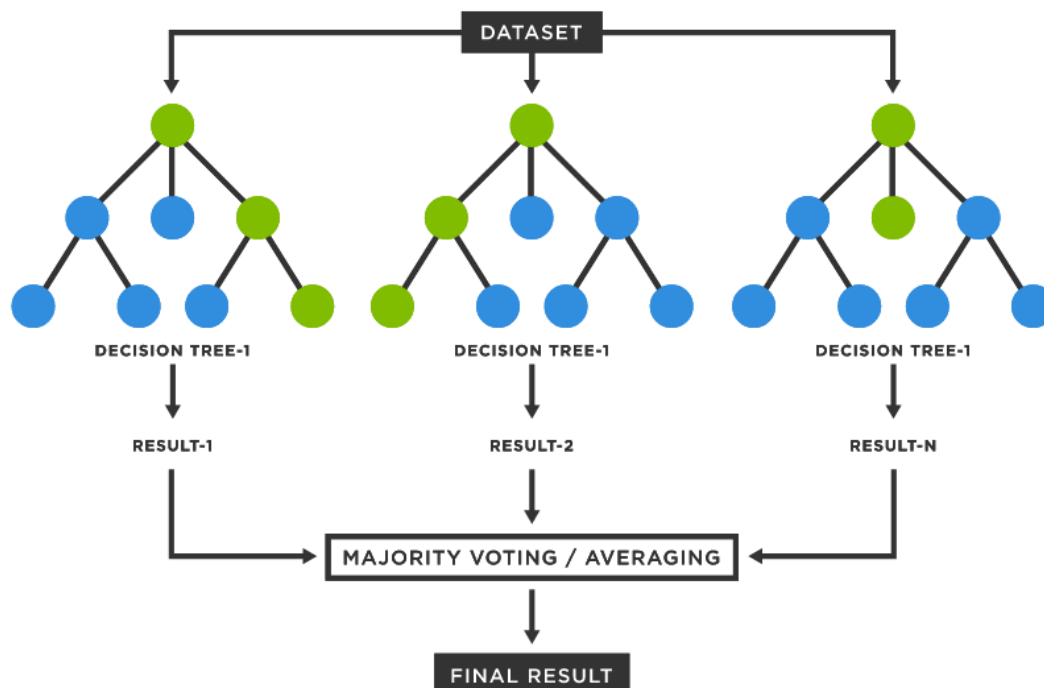 DATASET
DECISION TREE-1
DECISION TREE-1
DECISION TREE-1
RESULT-1
RESULT-2
RESULT-N
MAJORITY VOTING / AVERAGING
FINAL RESULT